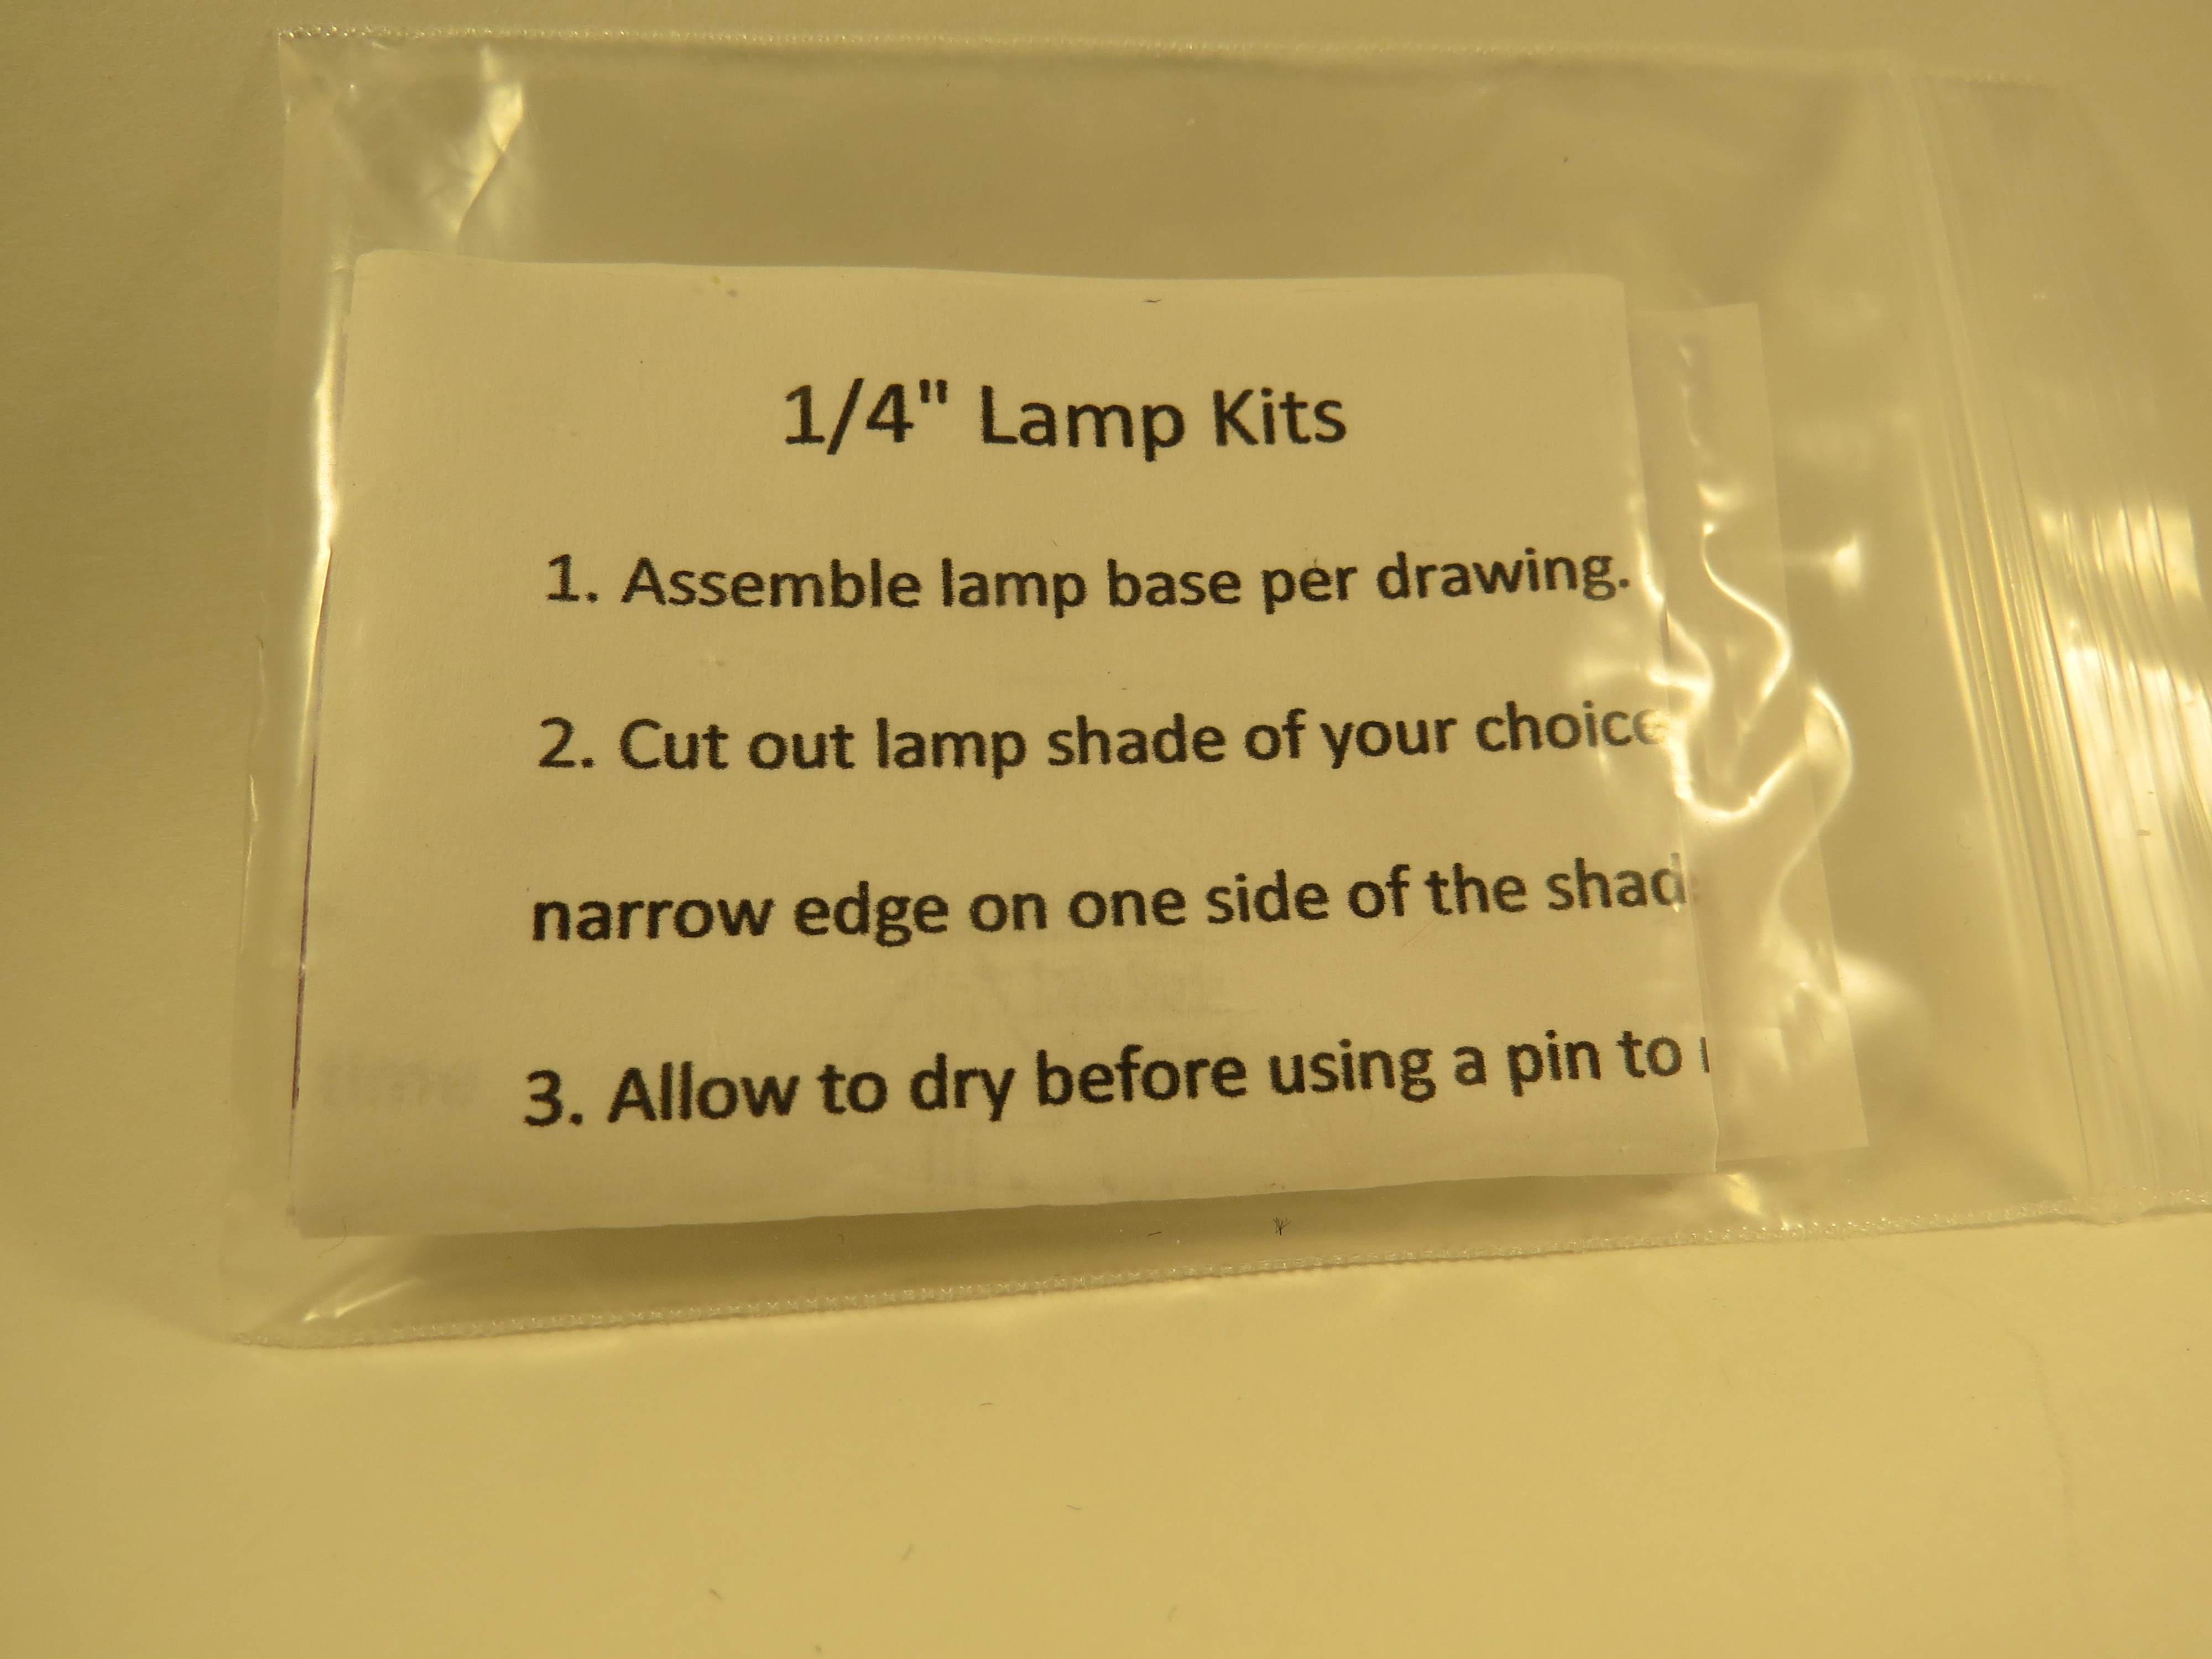 1/4" Lamp Kits
1. Assemble lamp base per drawing.
2. Cut out lamp shade of your choice
narrow edge on one side of the shad
3. Allow to dry before using a pin to